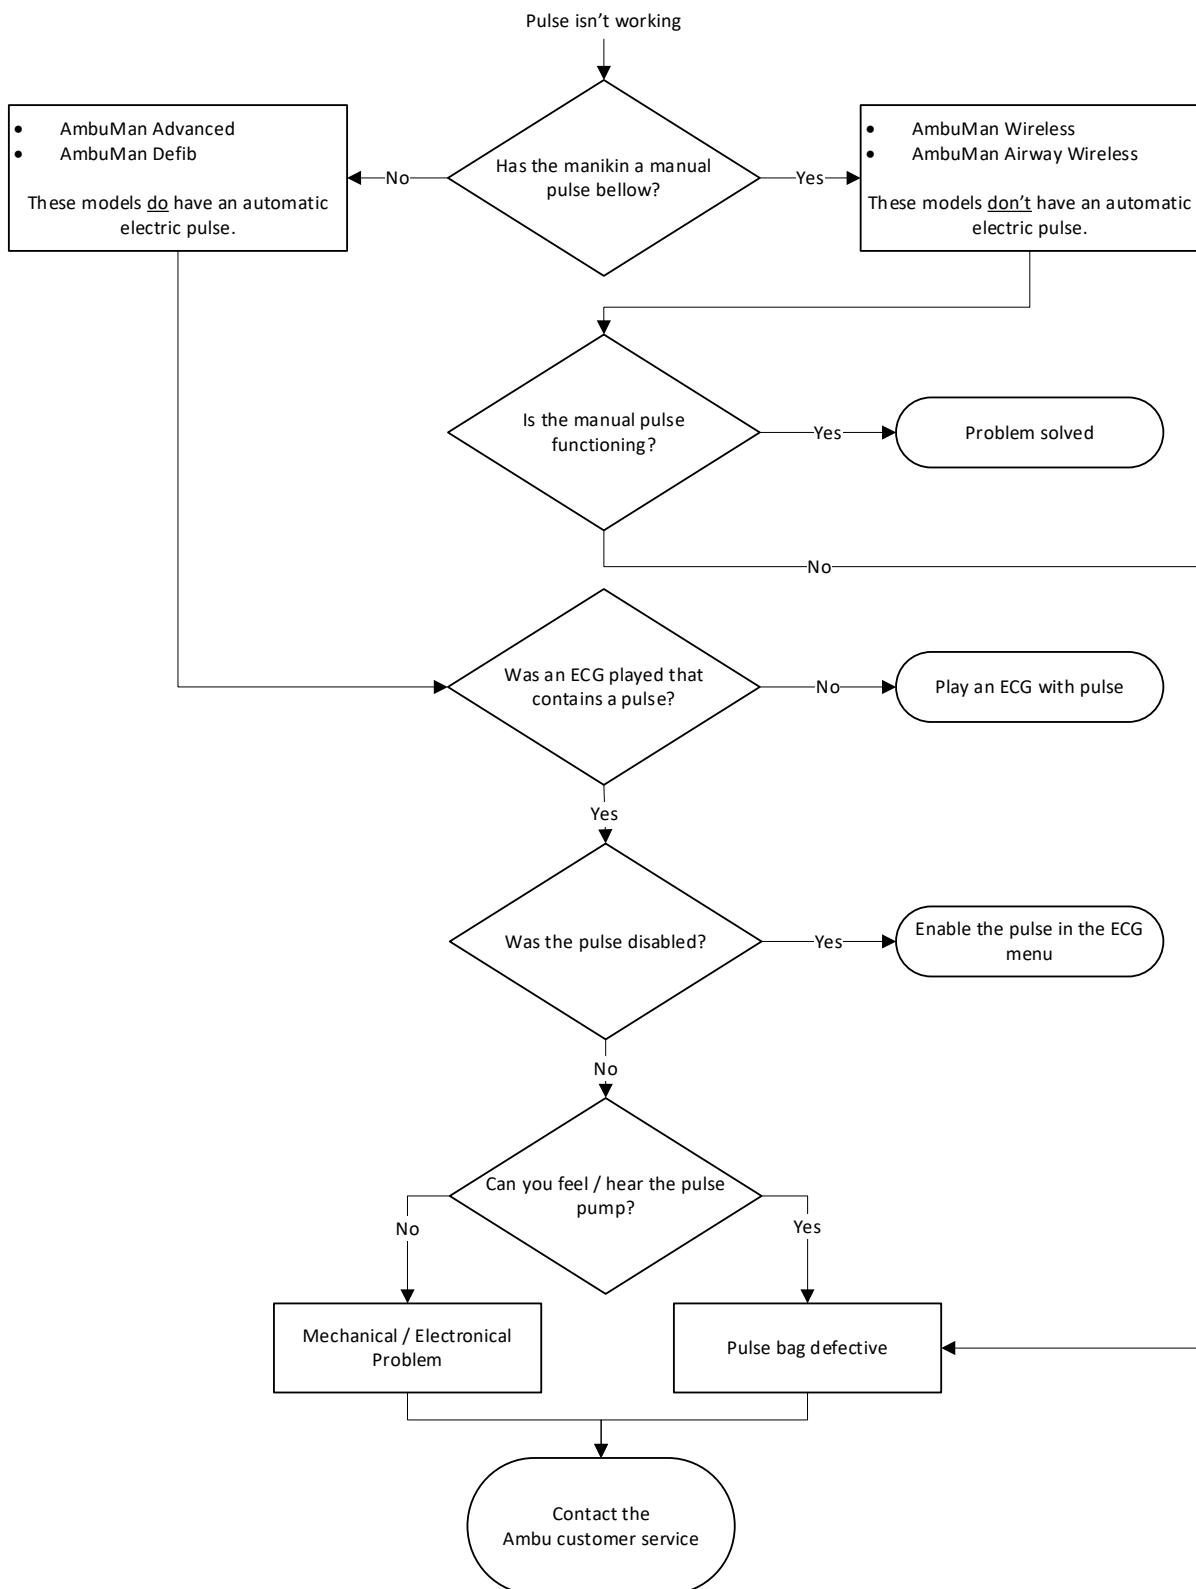 Pulse isn't working
• AmbuMan Advanced
• AmbuMan Defib
These models do have an automatic
electric pulse.
No
Has the manikin a manual
pulse bellow?
Yes
• AmbuMan Wireless
• AmbuMan Airway Wireless
These models don't have an automatic
electric pulse.
Is the manual pulse
functioning?
Yes
Problem solved
No
Was an ECG played that
contains a pulse?
No
Play an ECG with pulse
Yes
Was the pulse disabled?
Yes
Enable the pulse in the ECG
menu
No
Can you feel / hear the pulse
pump?
No
Yes
Mechanical / Electronical
Problem
Pulse bag defective
Contact the
Ambu customer service